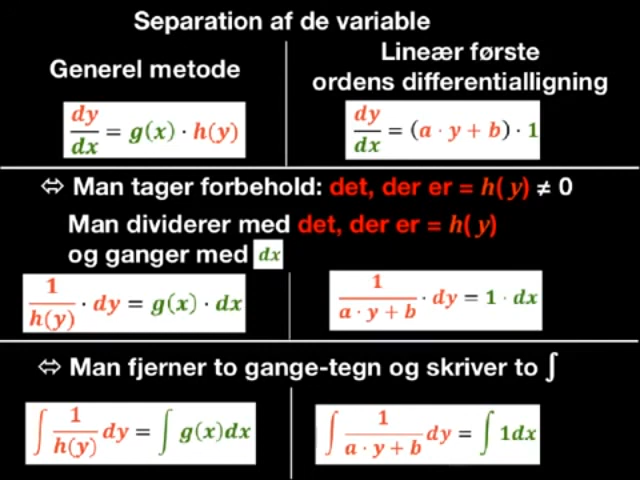 Separation af de variable
Generel metode
Lineær første
ordens differentialligning
dy/dx = g(x) · h(y)
dy/dx = (a · y + b) · 1
⇔ Man tager forbehold: det, der er = h(y) ≠ 0
Man dividerer med det, der er = h(y)
og ganger med dx
1/h(y) · dy = g(x) · dx
1/(a · y + b) · dy = 1 · dx
⇔ Man fjerner to gange-tegn og skriver to ∫
∫ 1/h(y) dy = ∫ g(x)dx
∫ 1/(a · y + b) dy = ∫ 1dx